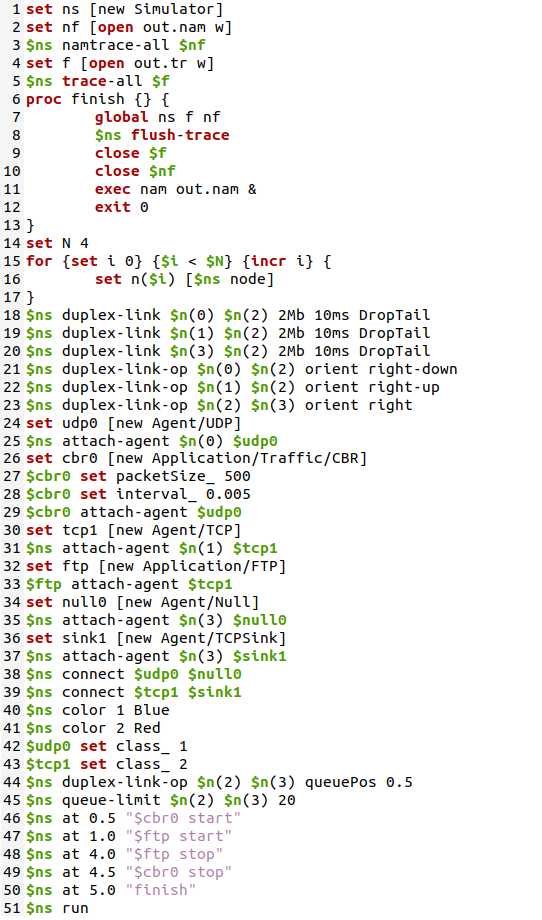 1 set ns [new Simulator]
2 set nf [open out.nam w]
3 $ns namtrace-all $nf
4 set f [open out.tr w]
5 $ns trace-all $f
6 proc finish {} {
7 global ns f nf
8 $ns flush-trace
9 close $f
10 close $nf
11 exec nam out.nam &
12 exit 0
13 }
14 set N 4
15 for {set i 0} {$i < $N} {incr i} {
16 set n($i) [$ns node]
17 }
18 $ns duplex-link $n(0) $n(2) 2Mb 10ms DropTail
19 $ns duplex-link $n(1) $n(2) 2Mb 10ms DropTail
20 $ns duplex-link $n(3) $n(2) 2Mb 10ms DropTail
21 $ns duplex-link-op $n(0) $n(2) orient right-down
22 $ns duplex-link-op $n(1) $n(2) orient right-up
23 $ns duplex-link-op $n(2) $n(3) orient right
24 set udp0 [new Agent/UDP]
25 $ns attach-agent $n(0) $udp0
26 set cbr0 [new Application/Traffic/CBR]
27 $cbr0 set packetSize_ 500
28 $cbr0 set interval_ 0.005
29 $cbr0 attach-agent $udp0
30 set tcp1 [new Agent/TCP]
31 $ns attach-agent $n(1) $tcp1
32 set ftp [new Application/FTP]
33 $ftp attach-agent $tcp1
34 set null0 [new Agent/Null]
35 $ns attach-agent $n(3) $null0
36 set sink1 [new Agent/TCPSink]
37 $ns attach-agent $n(3) $sink1
38 $ns connect $udp0 $null0
39 $ns connect $tcp1 $sink1
40 $ns color 1 Blue
41 $ns color 2 Red
42 $udp0 set class_ 1
43 $tcp1 set class_ 2
44 $ns duplex-link-op $n(2) $n(3) queuePos 0.5
45 $ns queue-limit $n(2) $n(3) 20
46 $ns at 0.5 "$cbr0 start"
47 $ns at 1.0 "$ftp start"
48 $ns at 4.0 "$ftp stop"
49 $ns at 4.5 "$cbr0 stop"
50 $ns at 5.0 "finish"
51 $ns run